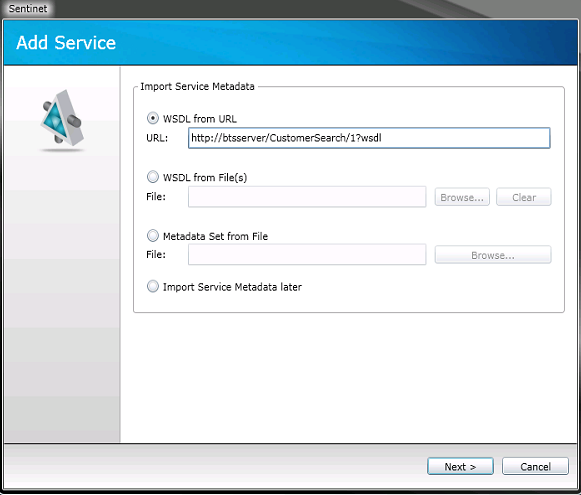 Sentinet
Add Service
Import Service Metadata
WSDL from URL
URL: http://btsserver/CustomerSearch/1?wsdl
WSDL from File(s)
File: Browse... Clear
Metadata Set from File
File: Browse...
Import Service Metadata later
Next > Cancel